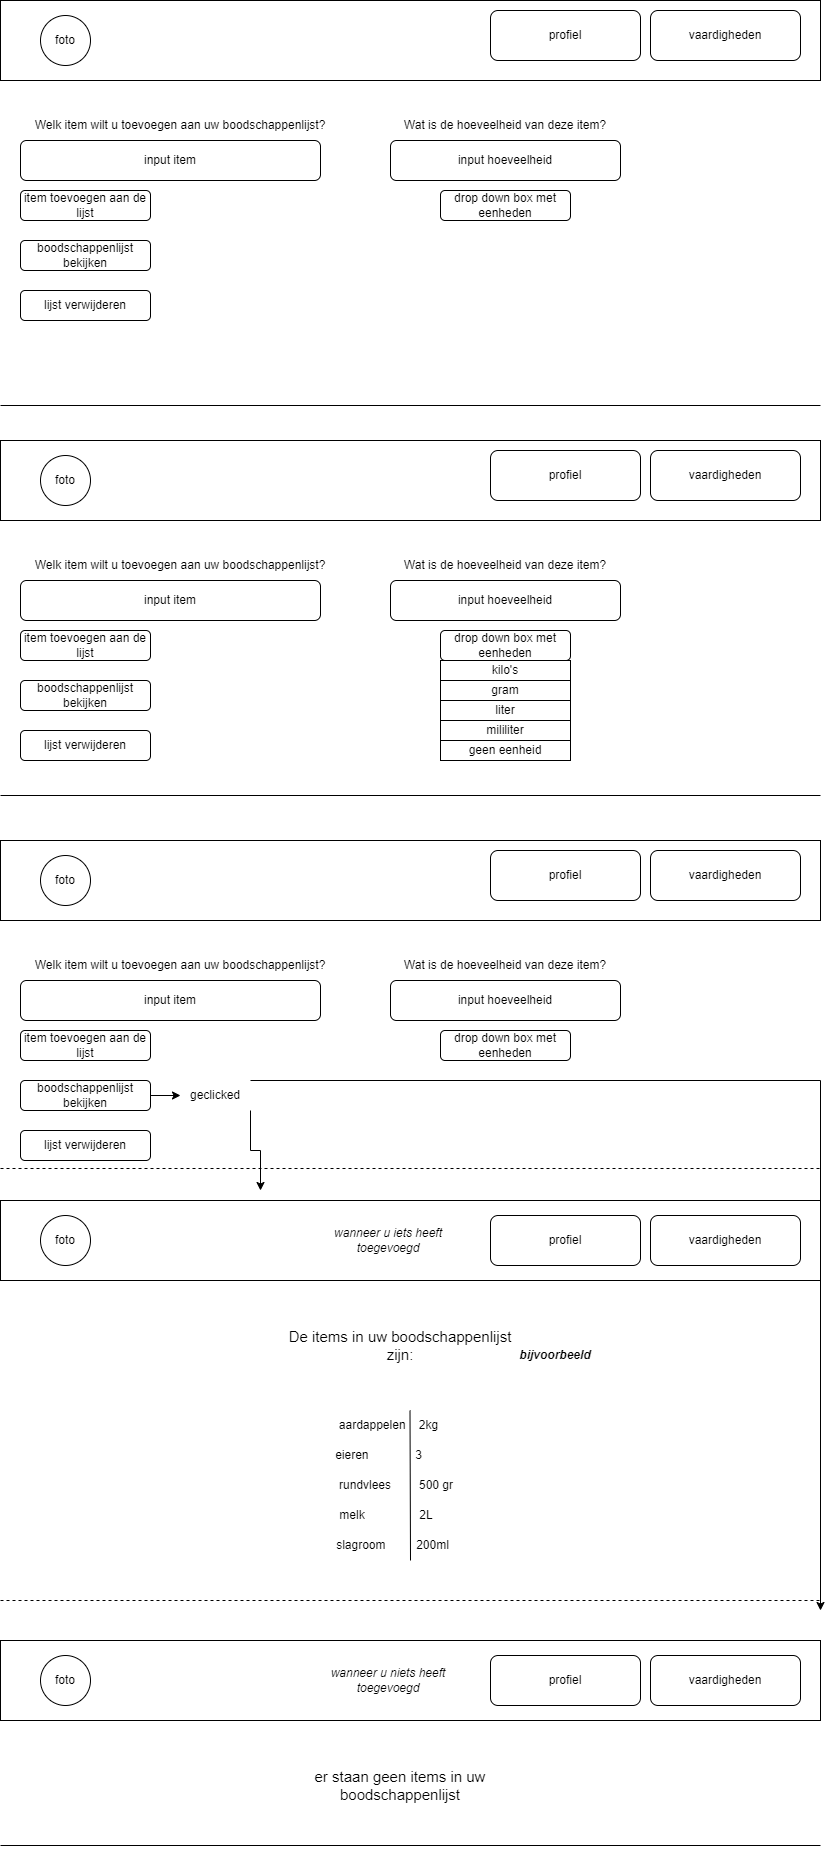 foto
profiel
vaardigheden
Welk item wilt u toevoegen aan uw boodschappenlijst?
Wat is de hoeveelheid van deze item?
input item
input hoeveelheid
item toevoegen aan de
lijst
drop down box met
eenheden
boodschappenlijst
bekijken
lijst verwijderen
foto
profiel
vaardigheden
Welk item wilt u toevoegen aan uw boodschappenlijst?
Wat is de hoeveelheid van deze item?
input item
input hoeveelheid
item toevoegen aan de
lijst
drop down box met
eenheden
kilo's
gram
liter
mililiter
geen eenheid
boodschappenlijst
bekijken
lijst verwijderen
foto
profiel
vaardigheden
Welk item wilt u toevoegen aan uw boodschappenlijst?
Wat is de hoeveelheid van deze item?
input item
input hoeveelheid
item toevoegen aan de
lijst
drop down box met
eenheden
boodschappenlijst
bekijken
geclicked
lijst verwijderen
foto
wanneer u iets heeft
toegevoegd
profiel
vaardigheden
De items in uw boodschappenlijst
zijn:
bijvoorbeeld
aardappelen 2kg
eieren 3
rundvlees 500 gr
melk 2L
slagroom 200ml
foto
wanneer u niets heeft
toegevoegd
profiel
vaardigheden
er staan geen items in uw
boodschappenlijst